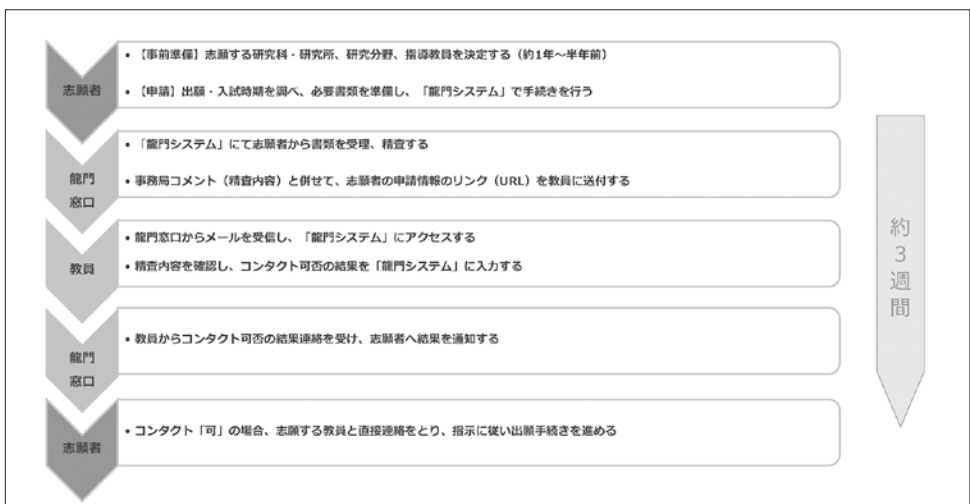 志願者
• 【事前準備】志願する研究科・研究所、研究分野、指導教員を決定する（約1年～半年前）
• 【申請】出願・入試時期を調べ、必要書類を準備し、「龍門システム」で手続きを行う
龍門
窓口
• 「龍門システム」にて志願者から書類を受理、精査する
• 事務局コメント（精査内容）と併せて、志願者の申請情報のリンク（URL）を教員に送付する
教員
• 龍門窓口からメールを受信し、「龍門システム」にアクセスする
• 精査内容を確認し、コンタクト可否の結果を「龍門システム」に入力する
龍門
窓口
• 教員からコンタクト可否の結果連絡を受け、志願者へ結果を通知する
志願者
• コンタクト「可」の場合、志願する教員と直接連絡をとり、指示に従い出願手続きを進める
約3週間